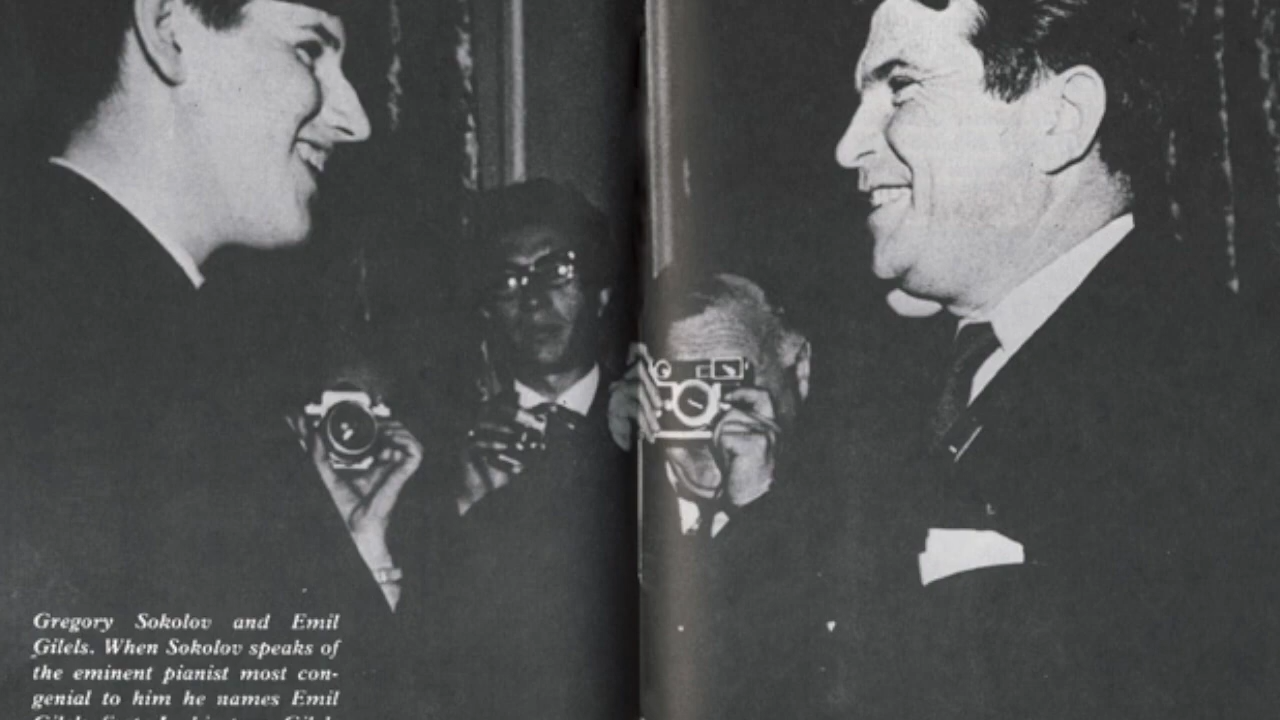 Gregory Sokolov and Emil
Gilels. When Sokolov speaks of
the eminent pianist most con-
genial to him he names Emil